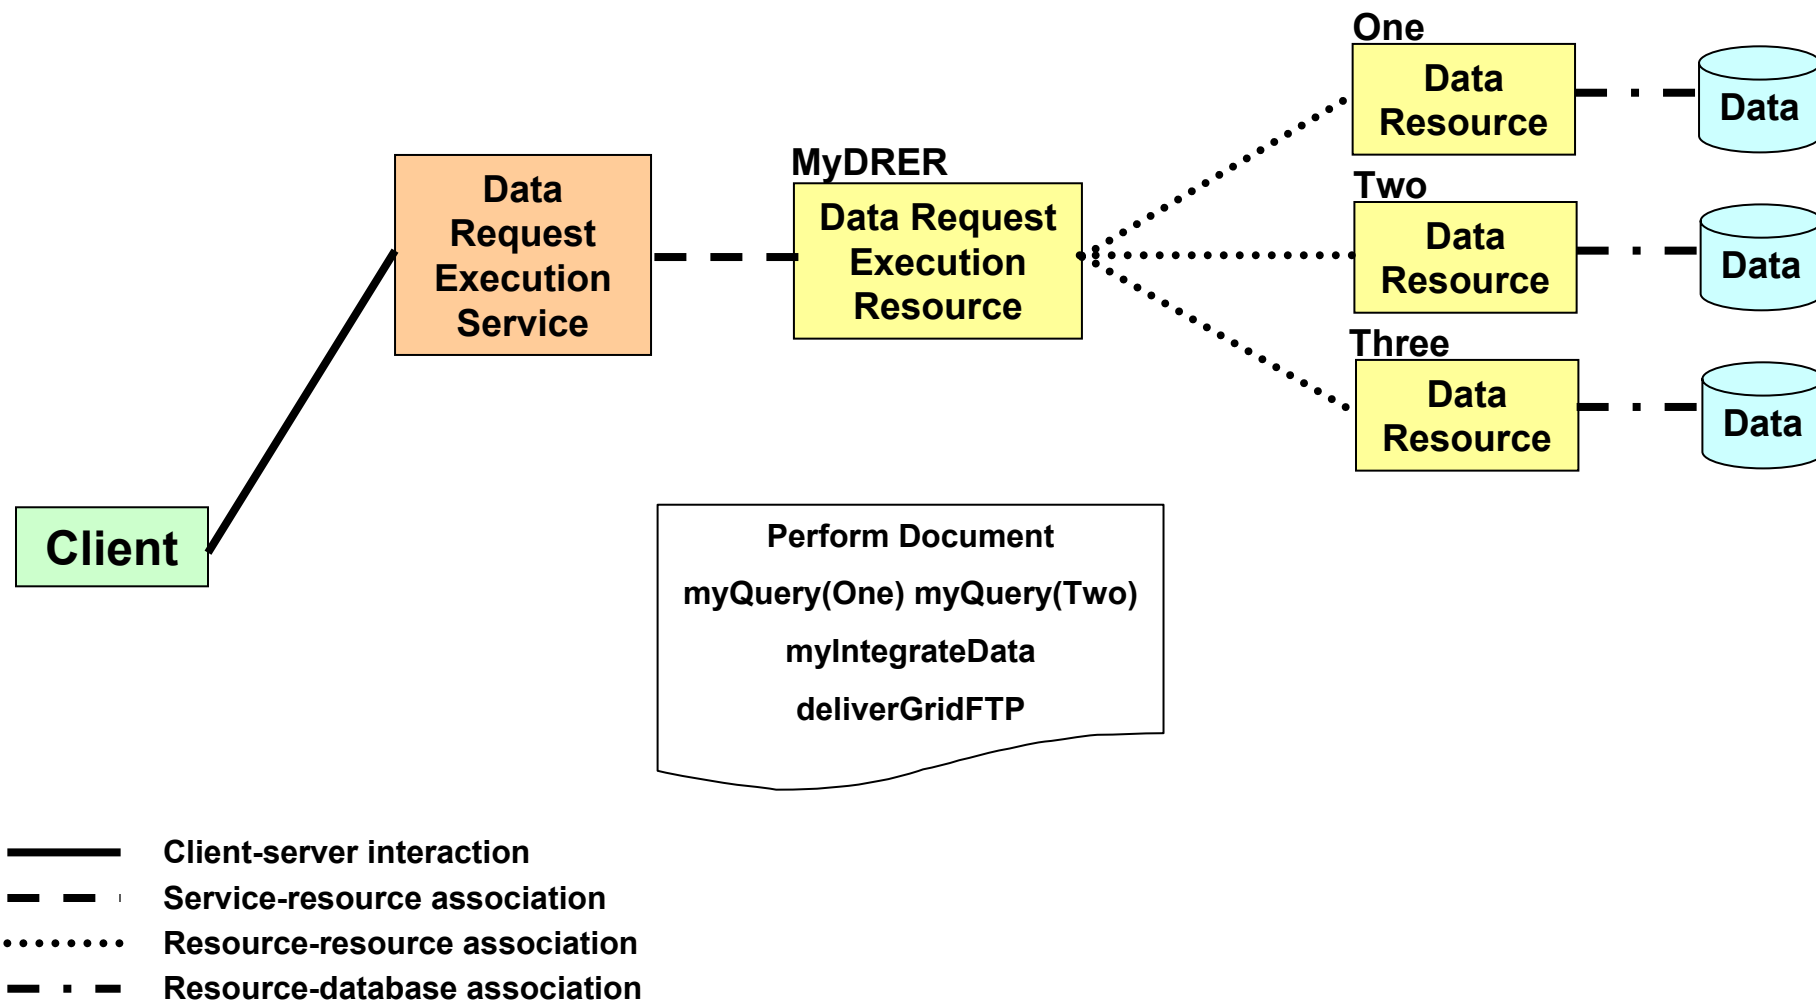 One
Data
Resource
Data
MyDRER
Data
Request
Execution
Service
Data Request
Execution
Resource
Two
Data
Resource
Data
Three
Data
Resource
Data
Client
Perform Document
myQuery(One) myQuery(Two)
myIntegrateData
deliverGridFTP
Client-server interaction
Service-resource association
Resource-resource association
Resource-database association